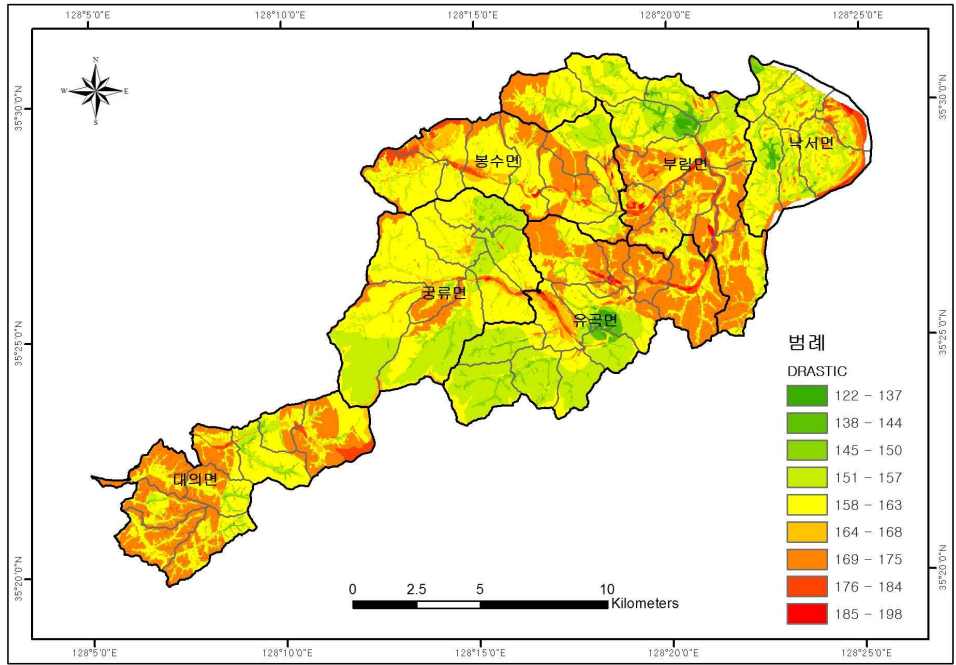 128°5'0"E 128°10'0"E 128°15'0"E 128°20'0"E 128°25'0"E
N
W E
S
35°30'0"N 35°30'0"N
낙서면
봉수면 부림면
궁류면
유곡면
35°25'0"N 35°25'0"N
범례
DRASTIC
122 - 137
138 - 144
145 - 150
151 - 157
158 - 163
164 - 168
169 - 175
176 - 184
185 - 198
대의면
35°20'0"N 35°20'0"N
0 2.5 5 10
Kilometers
128°5'0"E 128°10'0"E 128°15'0"E 128°20'0"E 128°25'0"E